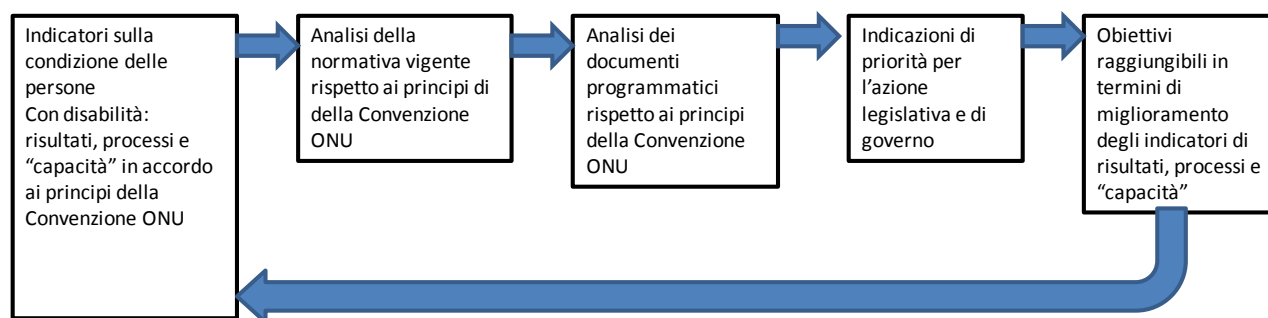 Indicatori sulla
condizione delle
persone
Con disabilità:
risultati, processi e
“capacità” in accordo
ai principi della
Convenzione ONU
Analisi della
normativa vigente
rispetto ai principi di
della Convenzione
ONU
Analisi dei
documenti
programmatici
rispetto ai principi
della Convenzione
ONU
Indicazioni di
priorità per
l’azione
legislativa e di
governo
Obiettivi
raggiungibili in
termini di
miglioramento
degli indicatori di
risultati, processi e
“capacità”